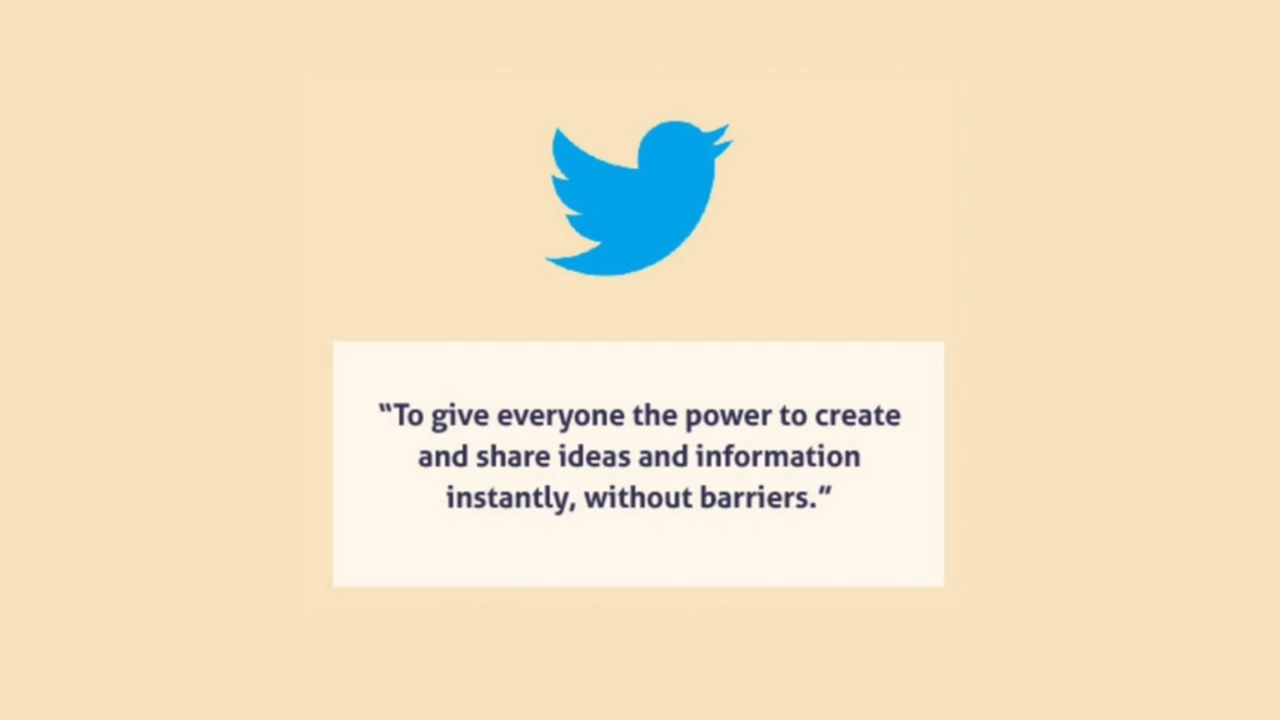 “To give everyone the power to create
and share ideas and information
instantly, without barriers.”